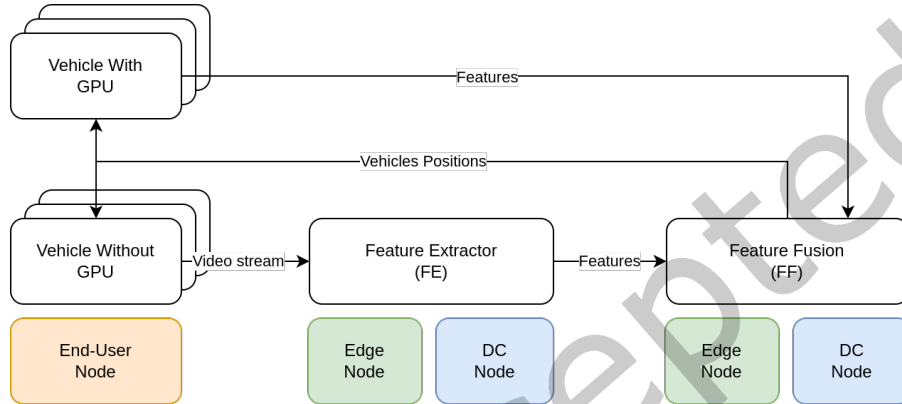 Vehicle With
GPU
Features
Vehicles Positions
Vehicle Without
GPU
Video stream
Feature Extractor
(FE)
Features
Feature Fusion
(FF)
End-User
Node
Edge
Node
DC
Node
Edge
Node
DC
Node
epted